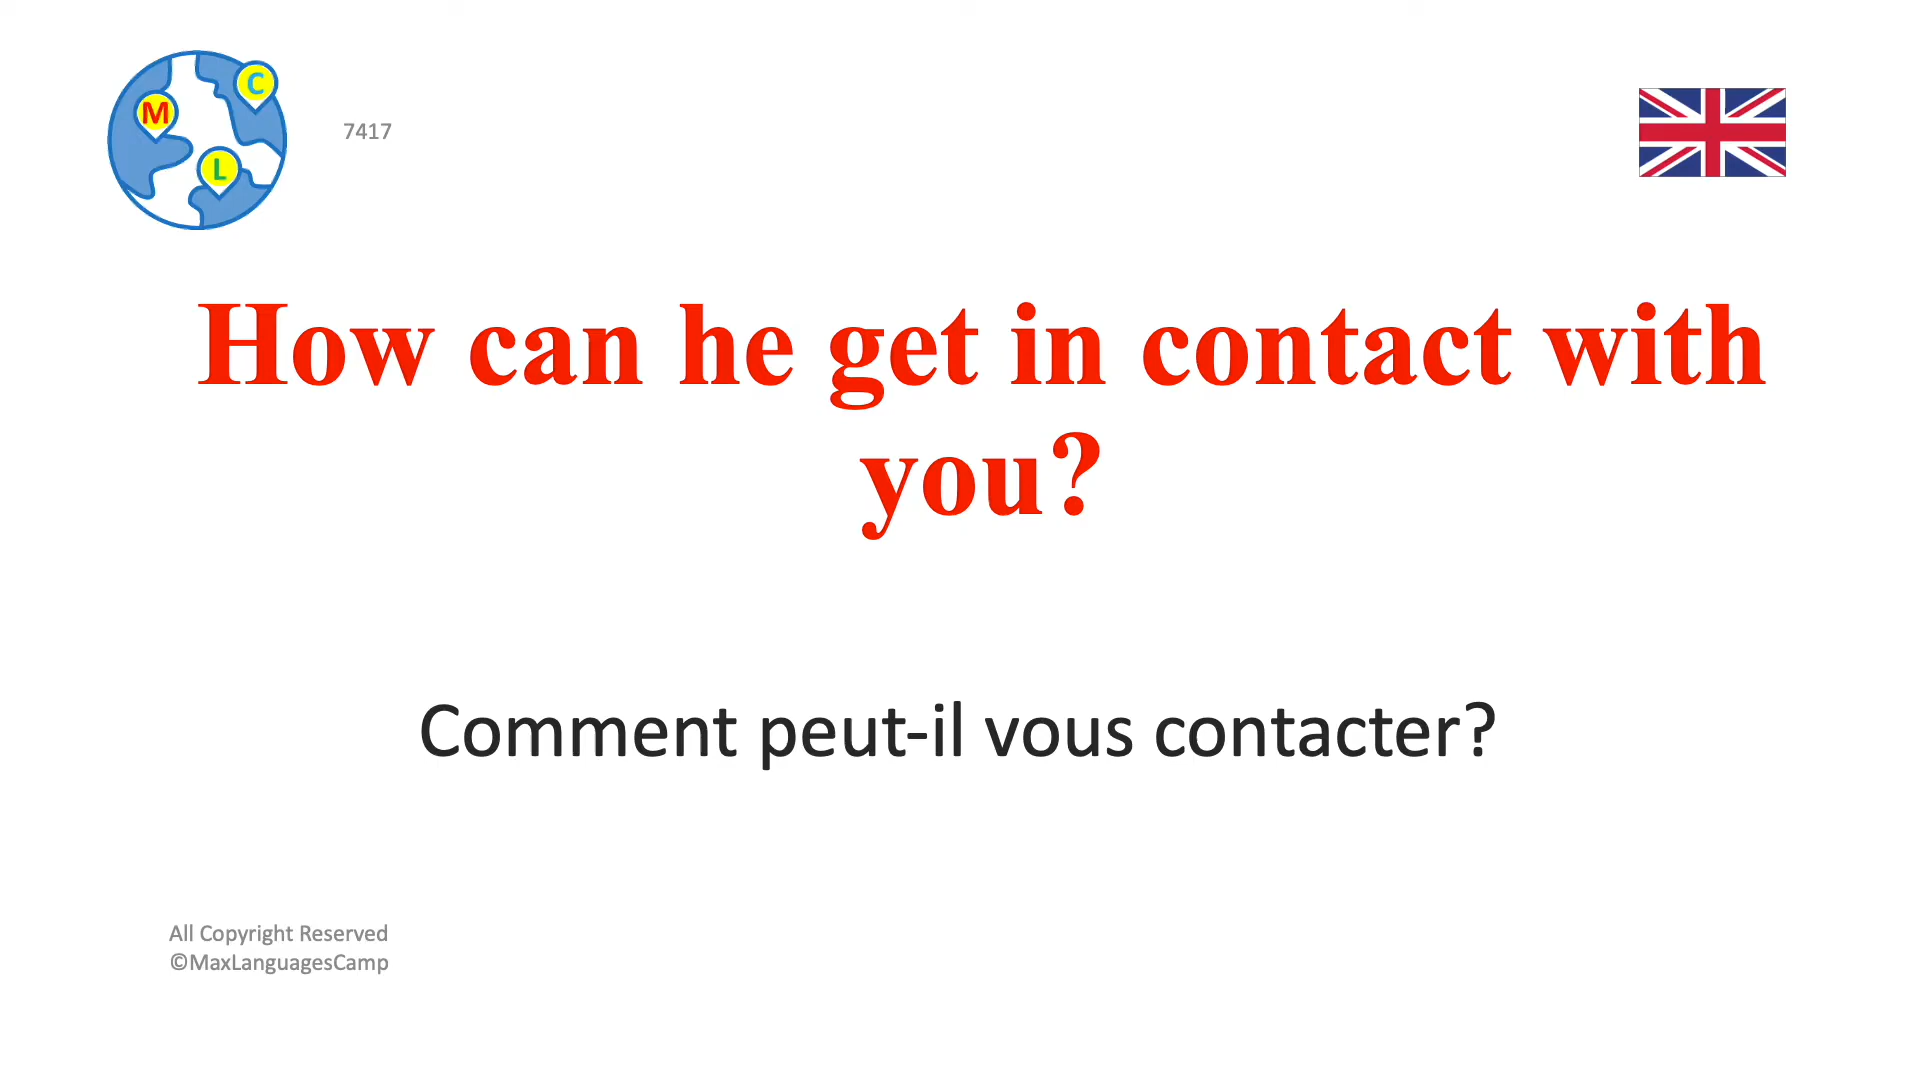 M
C
L
7417
How can he get in contact with
you?
Comment peut-il vous contacter?
All Copyright Reserved
©MaxLanguagesCamp